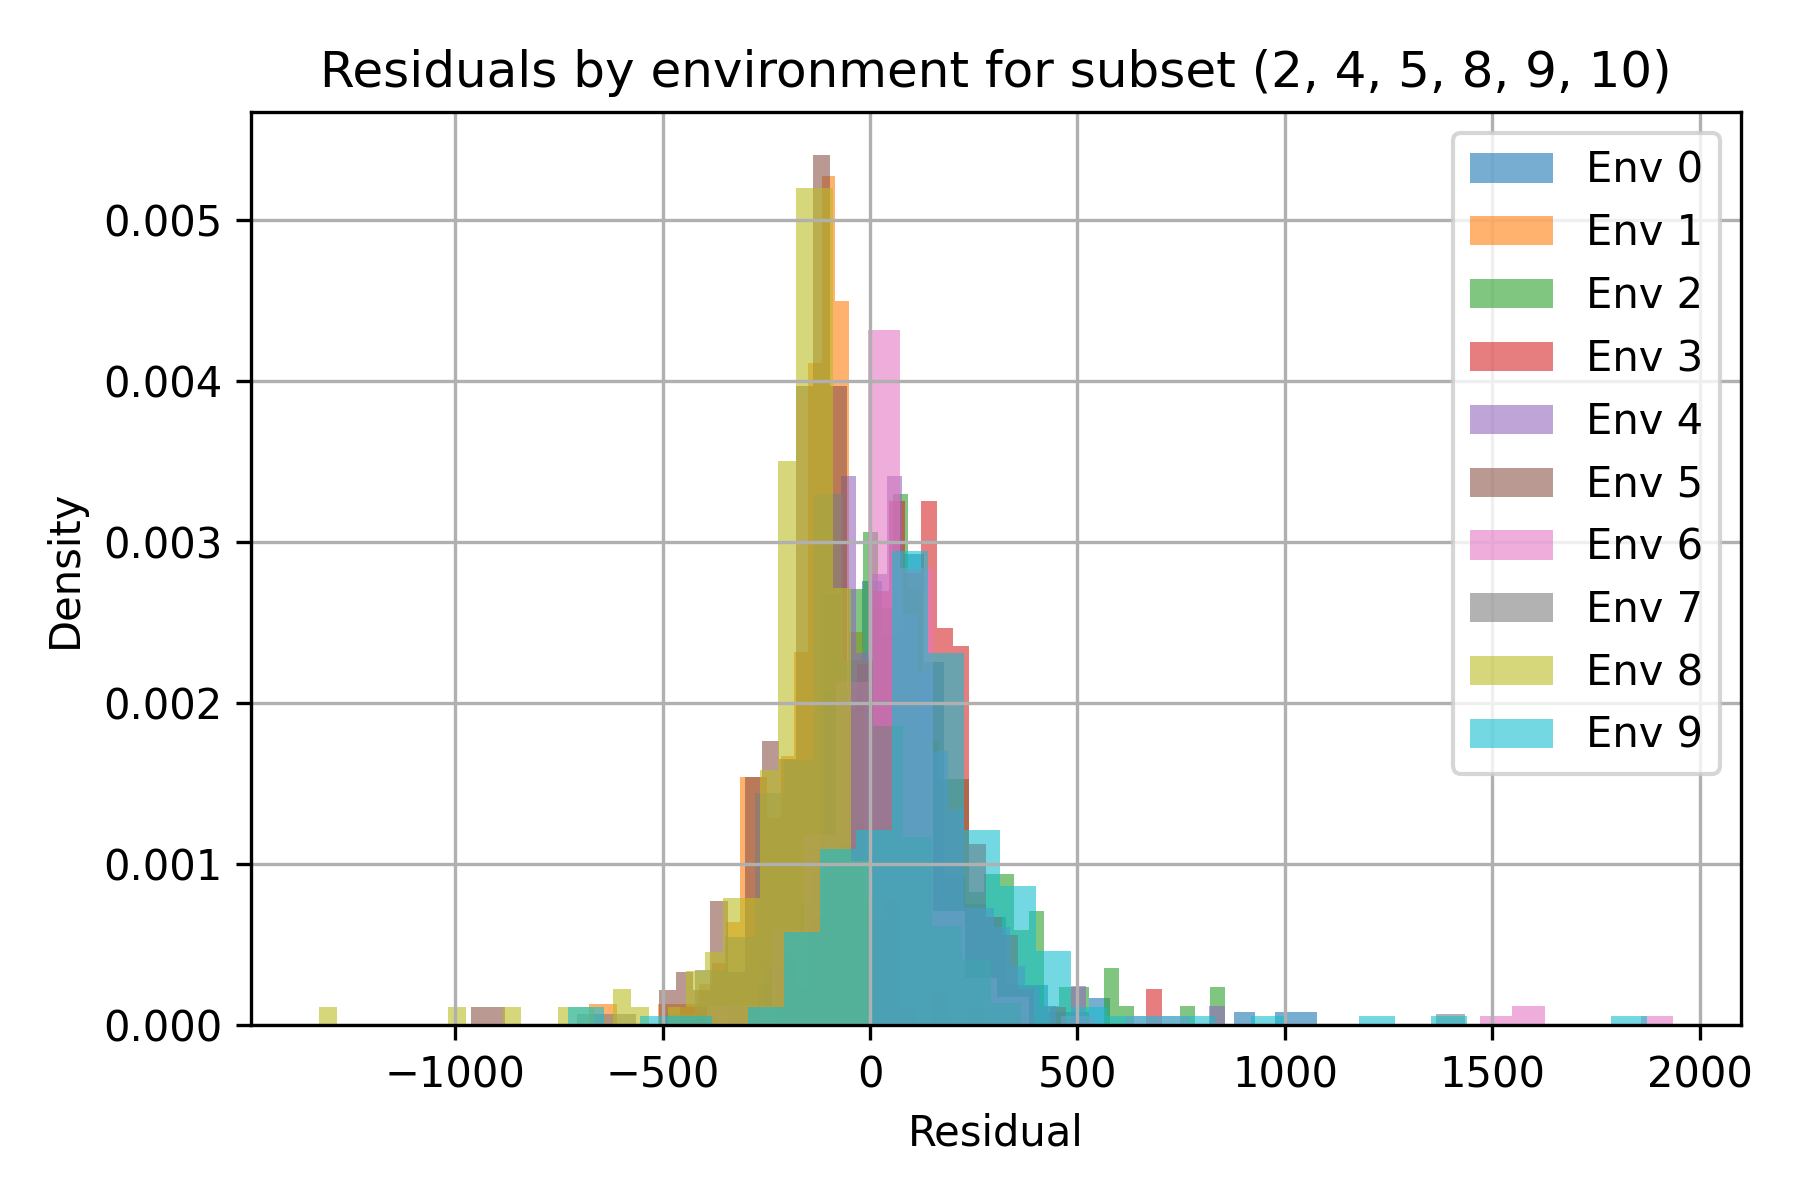 Residuals by environment for subset (2, 4, 5, 8, 9, 10)
Env 0
Env 1
Env 2
Env 3
Env 4
Env 5
Env 6
Env 7
Env 8
Env 9
Density
0.005
0.004
0.003
0.002
0.001
0.000
−1000 −500 0 500 1000 1500 2000
Residual